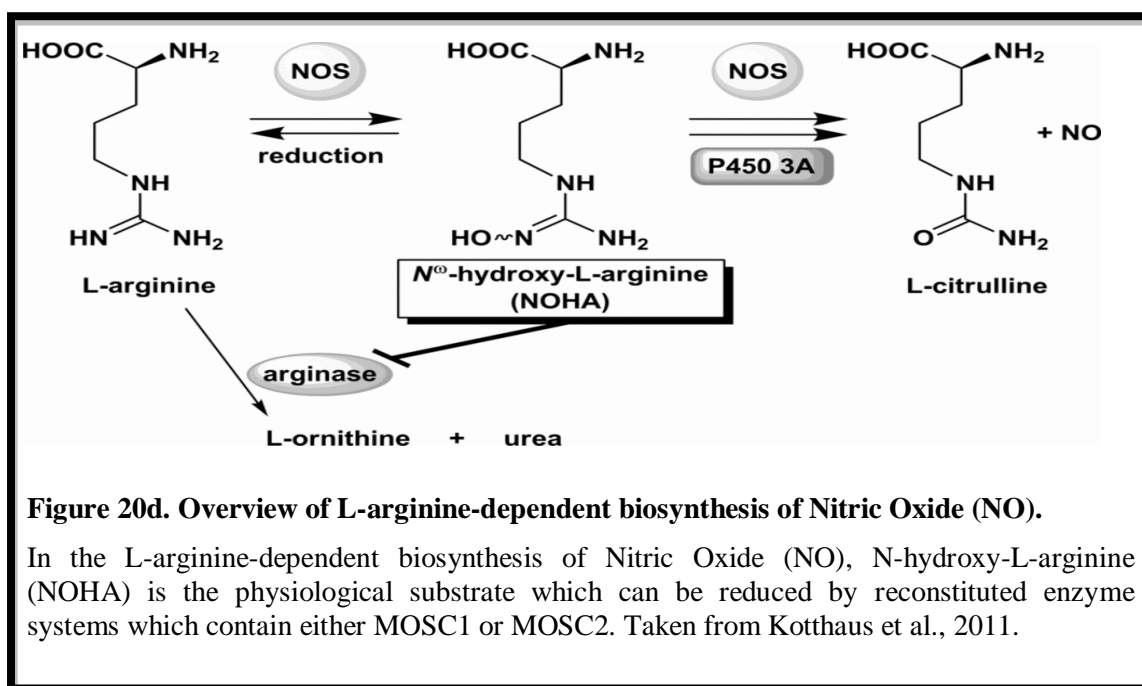 HOOC NH₂ HOOC NH₂ HOOC NH₂
NOS NOS
reduction P450 3A + NO
NH NH NH
HN NH₂ HO~N NH₂ O NH₂
L-arginine Nω-hydroxy-L-arginine L-citrulline
(NOHA)
arginase
L-ornithine + urea
Figure 20d. Overview of L-arginine-dependent biosynthesis of Nitric Oxide (NO).
In the L-arginine-dependent biosynthesis of Nitric Oxide (NO), N-hydroxy-L-arginine
(NOHA) is the physiological substrate which can be reduced by reconstituted enzyme
systems which contain either MOSC1 or MOSC2. Taken from Kotthaus et al., 2011.